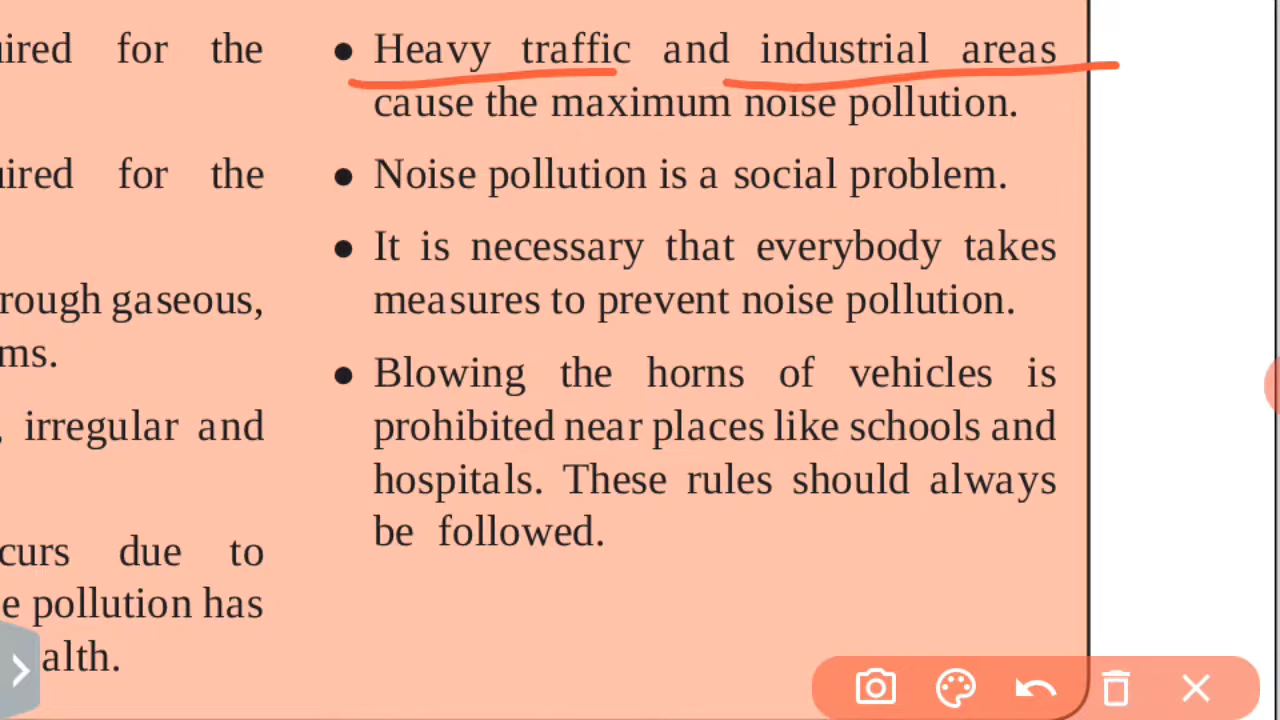 uired for the
uired for the
rough gaseous,
ms.
, irregular and
curs due to
e pollution has
alth.
● Heavy traffic and industrial areas
cause the maximum noise pollution.
● Noise pollution is a social problem.
● It is necessary that everybody takes
measures to prevent noise pollution.
● Blowing the horns of vehicles is
prohibited near places like schools and
hospitals. These rules should always
be followed.